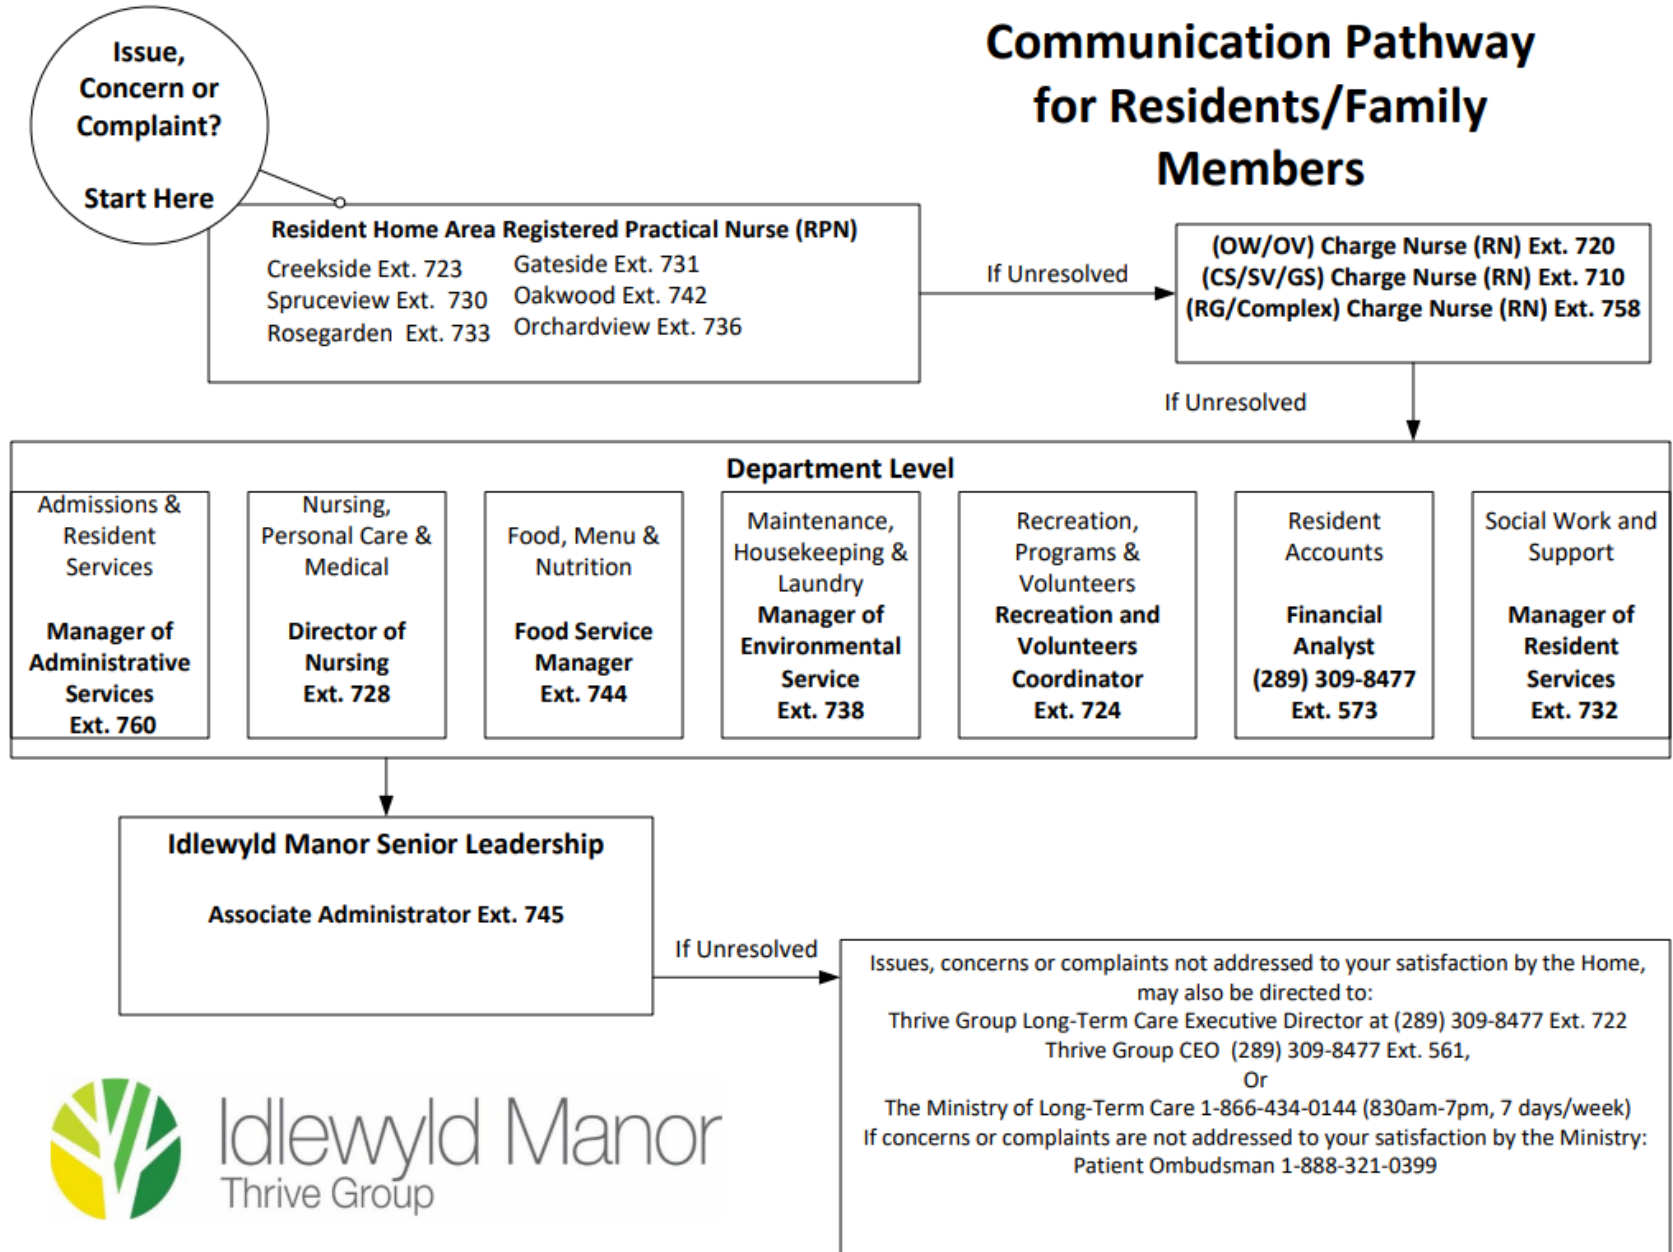 Issue,
Concern or
Complaint?
Start Here
Communication Pathway
for Residents/Family
Members
Resident Home Area Registered Practical Nurse (RPN)
Creekside Ext. 723
Spruceview Ext. 730
Rosegarden Ext. 733
Gateside Ext. 731
Oakwood Ext. 742
Orchardview Ext. 736
If Unresolved
(OW/OV) Charge Nurse (RN) Ext. 720
(CS/SV/GS) Charge Nurse (RN) Ext. 710
(RG/Complex) Charge Nurse (RN) Ext. 758
If Unresolved
Department Level
Admissions &
Resident
Services
Manager of
Administrative
Services
Ext. 760
Nursing,
Personal Care &
Medical
Director of
Nursing
Ext. 728
Food, Menu &
Nutrition
Food Service
Manager
Ext. 744
Maintenance,
Housekeeping &
Laundry
Manager of
Environmental
Service
Ext. 738
Recreation,
Programs &
Volunteers
Recreation and
Volunteers
Coordinator
Ext. 724
Resident
Accounts
Financial
Analyst
(289) 309-8477
Ext. 573
Social Work and
Support
Manager of
Resident
Services
Ext. 732
Idlewyld Manor Senior Leadership
Associate Administrator Ext. 745
If Unresolved
Issues, concerns or complaints not addressed to your satisfaction by the Home,
may also be directed to:
Thrive Group Long-Term Care Executive Director at (289) 309-8477 Ext. 722
Thrive Group CEO (289) 309-8477 Ext. 561,
Or
The Ministry of Long-Term Care 1-866-434-0144 (830am-7pm, 7 days/week)
If concerns or complaints are not addressed to your satisfaction by the Ministry:
Patient Ombudsman 1-888-321-0399
Idlewyld Manor
Thrive Group